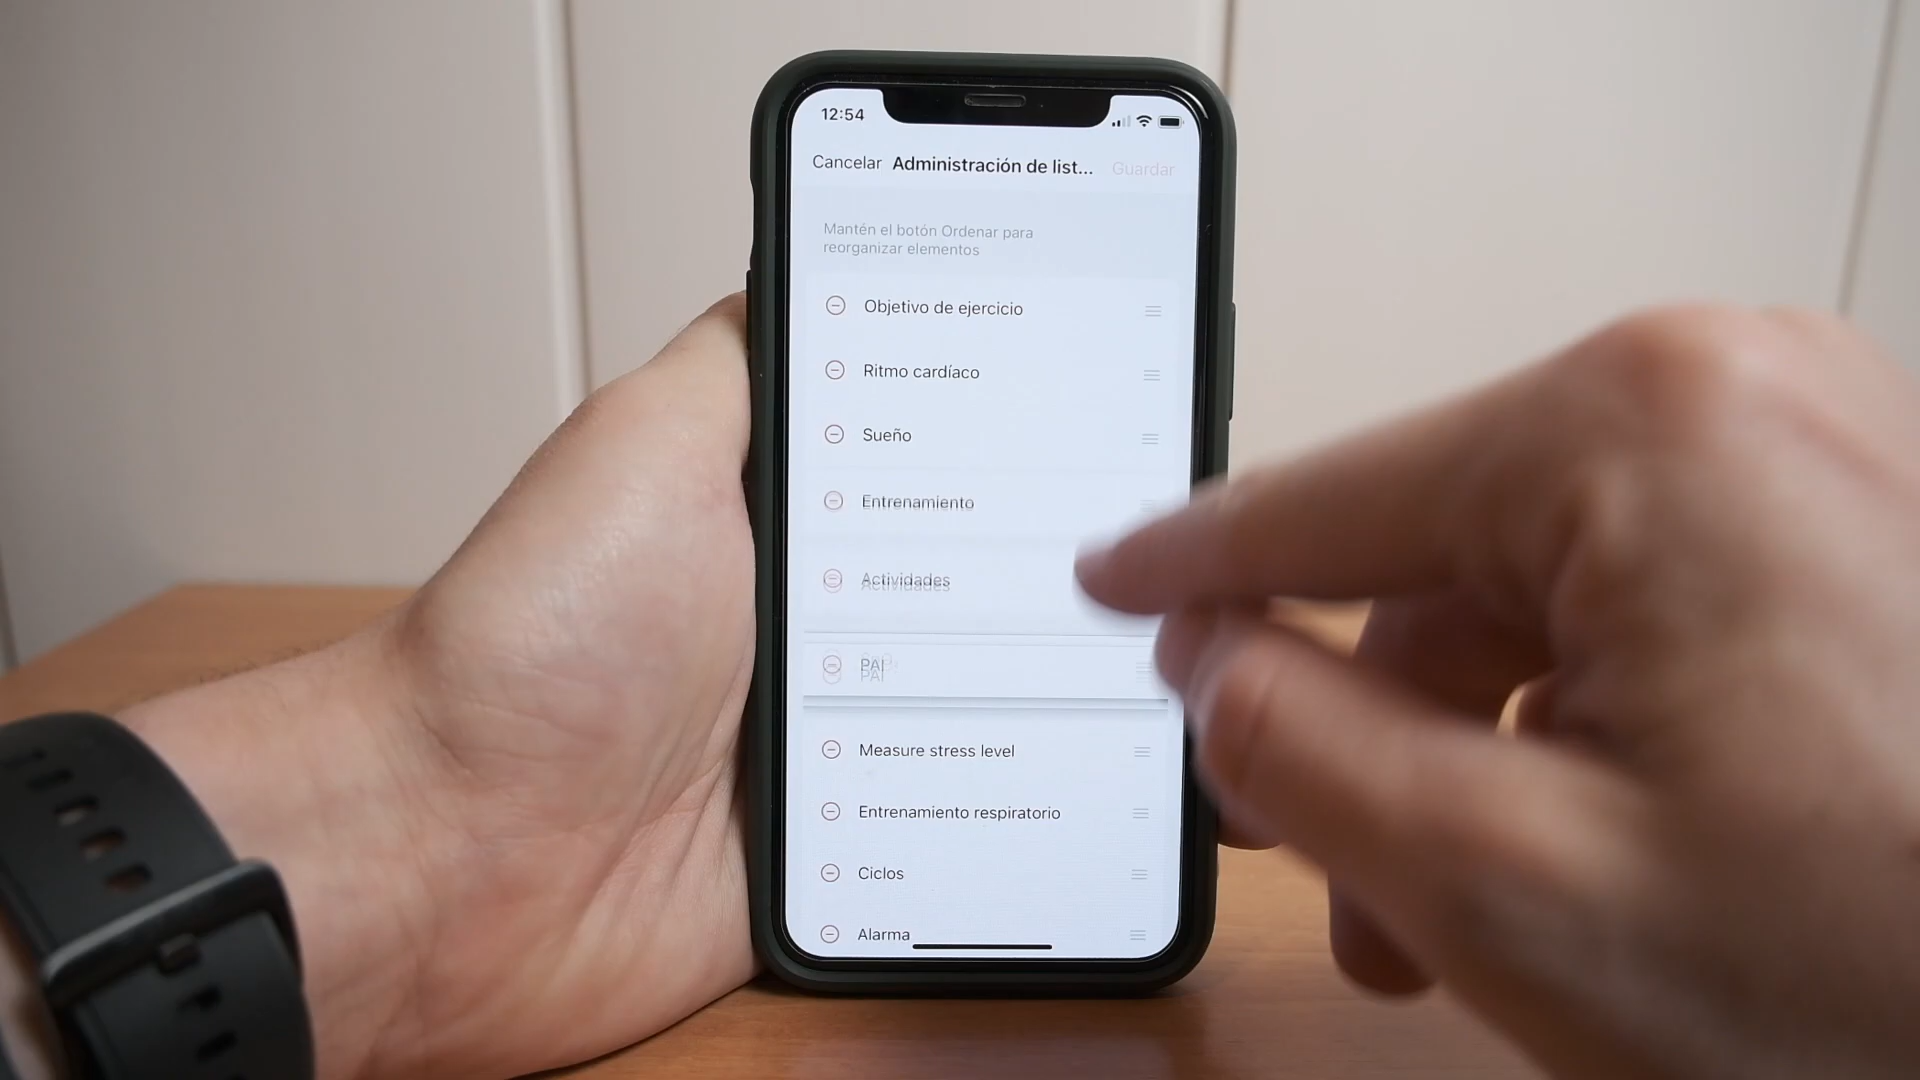 12:54
Cancelar Administración de list... Guardar
Mantén el botón Ordenar para
reorganizar elementos
Objetivo de ejercicio
Ritmo cardíaco
Sueño
Entrenamiento
Actividades
PAI
Measure stress level
Entrenamiento respiratorio
Ciclos
Alarma